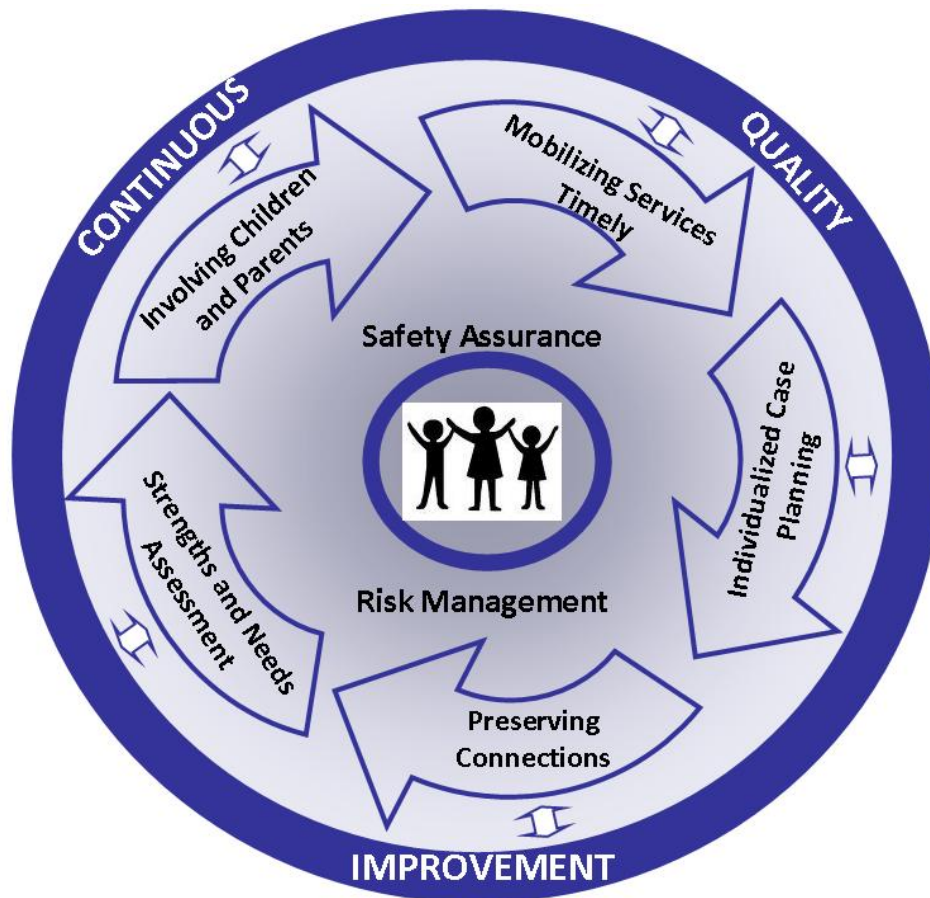 CONTINUOUS
QUALITY
IMPROVEMENT
Involving Children
and Parents
Mobilizing Services
Timely
Individualized Case
Planning
Preserving
Connections
Strengths and Needs
Assessment
Safety Assurance
Risk Management